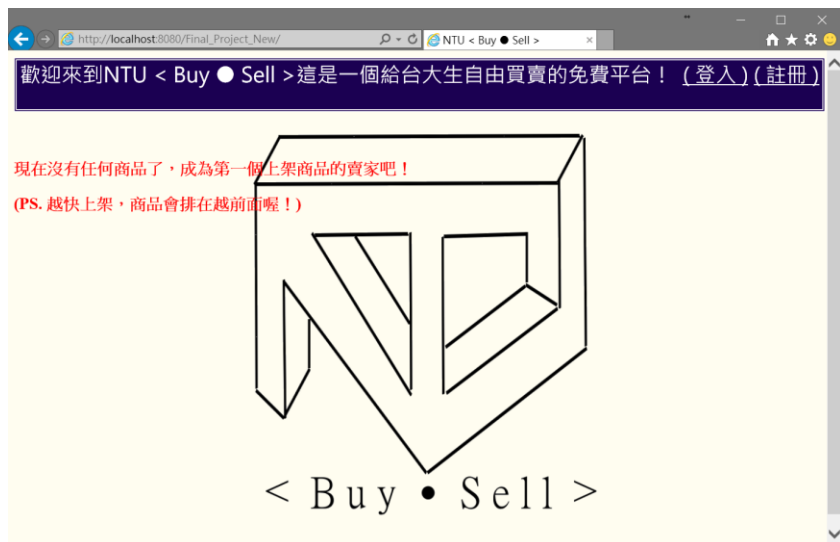 http://localhost:8080/Final_Project_New/
NTU < Buy ● Sell >
歡迎來到NTU < Buy ● Sell >這是一個給台大生自由買賣的免費平台！ (登入) (註冊)
現在沒有任何商品了，成為第一個上架商品的賣家吧！
(PS. 越快上架，商品會排在越前面喔！)
< Buy • Sell >